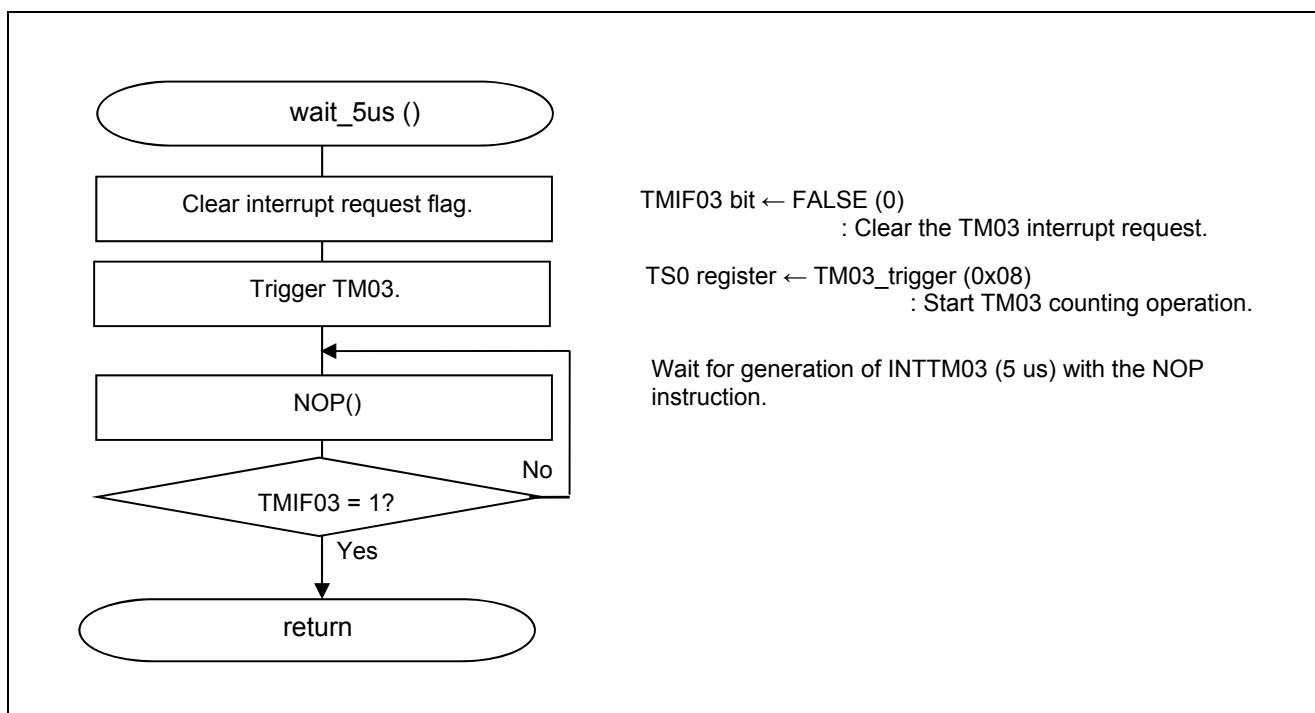 wait_5us ()
Clear interrupt request flag.
TMIF03 bit ← FALSE (0)
: Clear the TM03 interrupt request.
Trigger TM03.
TS0 register ← TM03_trigger (0x08)
: Start TM03 counting operation.
NOP()
Wait for generation of INTTM03 (5 us) with the NOP
instruction.
No
TMIF03 = 1?
Yes
return